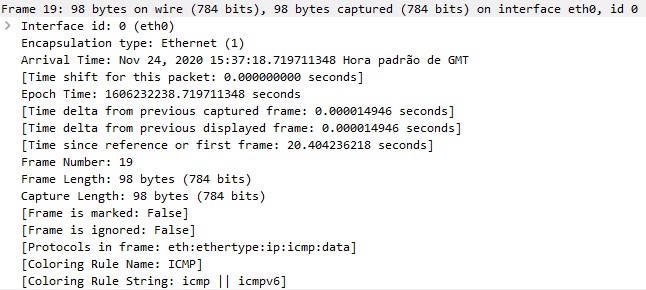 Frame 19: 98 bytes on wire (784 bits), 98 bytes captured (784 bits) on interface eth0, id 0
Interface id: 0 (eth0)
Encapsulation type: Ethernet (1)
Arrival Time: Nov 24, 2020 15:37:18.719711348 Hora padrão de GMT
[Time shift for this packet: 0.000000000 seconds]
Epoch Time: 1606232238.719711348 seconds
[Time delta from previous captured frame: 0.000014946 seconds]
[Time delta from previous displayed frame: 0.000014946 seconds]
[Time since reference or first frame: 20.404236218 seconds]
Frame Number: 19
Frame Length: 98 bytes (784 bits)
Capture Length: 98 bytes (784 bits)
[Frame is marked: False]
[Frame is ignored: False]
[Protocols in frame: eth:ethertype:ip:icmp:data]
[Coloring Rule Name: ICMP]
[Coloring Rule String: icmp || icmpv6]